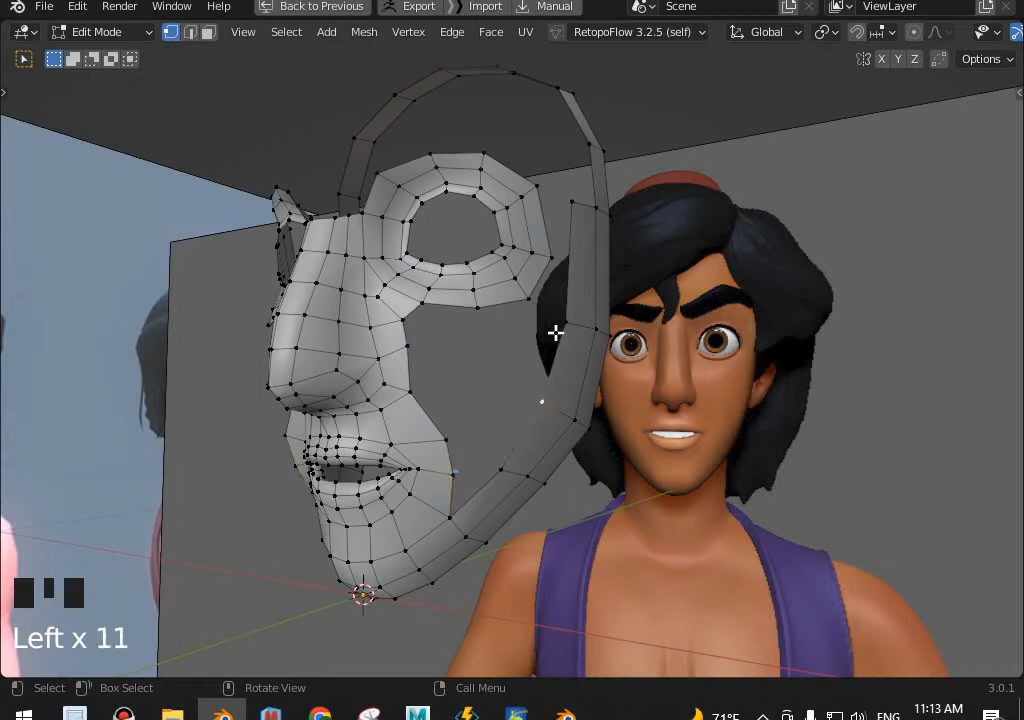 File Edit Render Window Help Back to Previous Export Import Manual Scene ViewLayer
Edit Mode View Select Add Mesh Vertex Edge Face UV RetopoFlow 3.2.5 (self) Global
X Y Z Options
Left x 11
Select Box Select Rotate View Call Menu 3.0.1
71°F ENG 11:13 AM